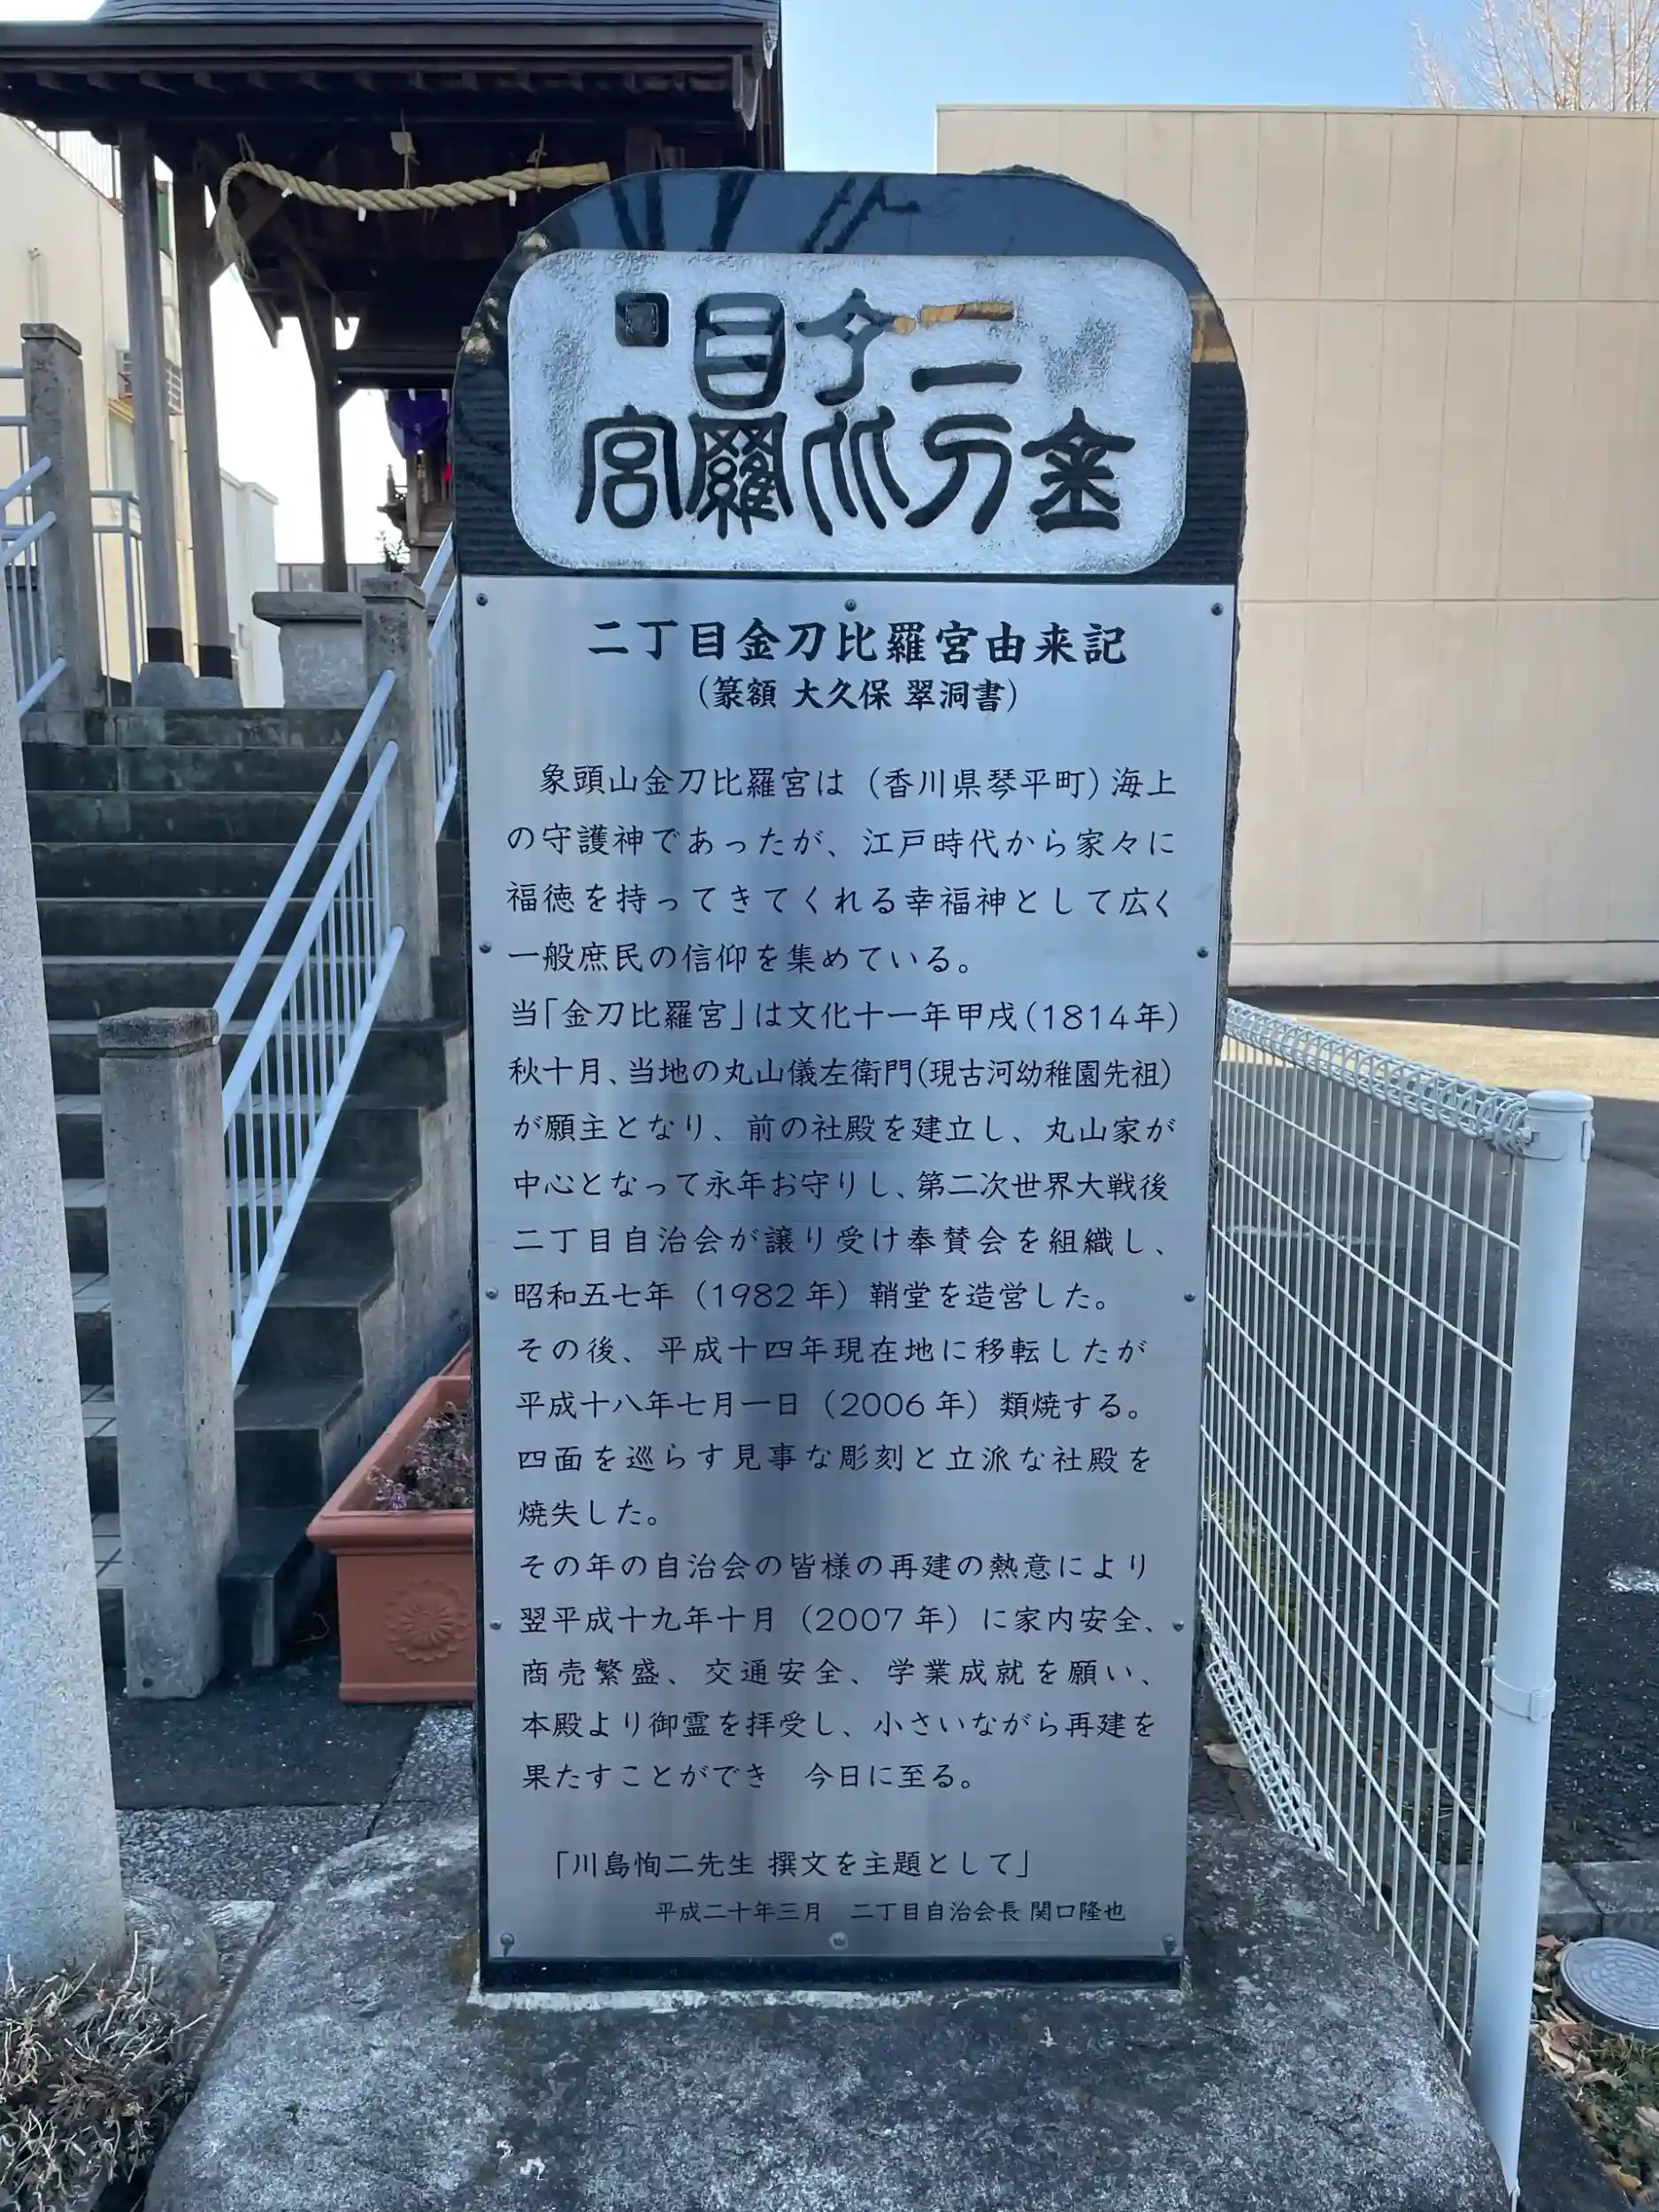 二丁目
金刀比羅宮
二丁目金刀比羅宮由来記
(篆額 大久保 翠洞書)
象頭山金刀比羅宮は（香川県琴平町）海上
の守護神であったが、江戸時代から家々に
福徳を持ってきてくれる幸福神として広く
一般庶民の信仰を集めている。
当「金刀比羅宮」は文化十一年甲戌（1814年）
秋十月、当地の丸山儀左衛門(現古河幼稚園先祖)
が願主となり、前の社殿を建立し、丸山家が
中心となって永年お守りし、第二次世界大戦後
二丁目自治会が譲り受け奉賛会を組織し、
昭和五七年（1982年）鞘堂を造営した。
その後、平成十四年現在地に移転したが
平成十八年七月一日（2006年）類焼する。
四面を巡らす見事な彫刻と立派な社殿を
焼失した。
その年の自治会の皆様の再建の熱意により
翌平成十九年十月（2007年）に家内安全、
商売繁盛、交通安全、学業成就を願い、
本殿より御霊を拝受し、小さいながら再建を
果たすことができ　今日に至る。
「川島恂二先生 撰文を主題として」
平成二十年三月　二丁目自治会長 関口隆也